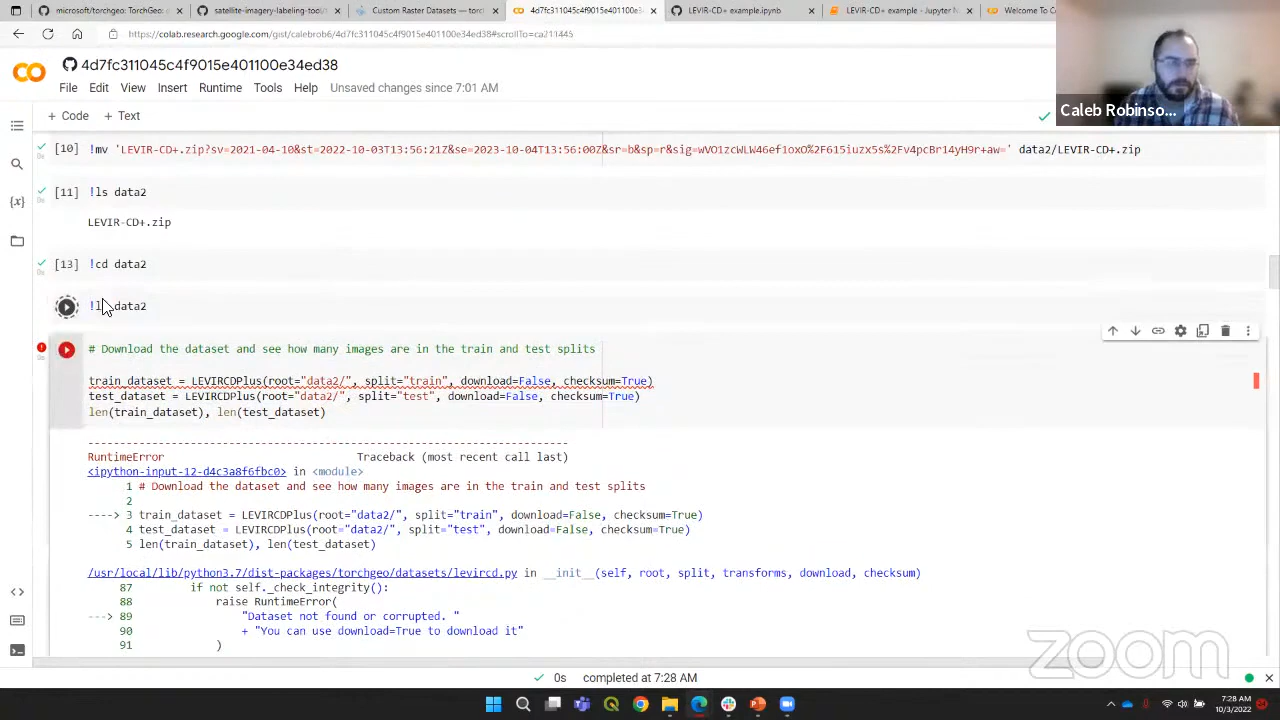 microsoft/torchgeo: TorchGeo: d
satellite-imagery-labeling-tool/
Custom Raster Datasets — torc
4d7fc311045c4f9015e401100e34ed3
LEVIR-CD+ example.ipynb
LEVIR-CD+ example - Jupyter N
Welcome To C
https://colab.research.google.com/gist/calebrob6/4d7fc311045c4f9015e401100e34ed38#scrollTo=ca211445
4d7fc311045c4f9015e401100e34ed38
File Edit View Insert Runtime Tools Help Unsaved changes since 7:01 AM
Caleb Robinso...
+ Code + Text
[10] !mv 'LEVIR-CD+.zip?sv=2021-04-10&st=2022-10-03T13:56:21Z&se=2023-10-04T13:56:00Z&sr=b&sp=r&sig=wVO1zcWLW46ef1oxO%2F615iuzx5s%2Fv4pcBr14yH9r+aw=' data2/LEVIR-CD+.zip
0s
[11] !ls data2
0s
LEVIR-CD+.zip
[13] !cd data2
0s
data2
# Download the dataset and see how many images are in the train and test splits
0s
train_dataset = LEVIRCDPlus(root="data2/", split="train", download=False, checksum=True)
test_dataset = LEVIRCDPlus(root="data2/", split="test", download=False, checksum=True)
len(train_dataset), len(test_dataset)
---------------------------------------------------------------------------
RuntimeError Traceback (most recent call last)
<ipython-input-12-d4c3a8f6fbc0> in <module>
1 # Download the dataset and see how many images are in the train and test splits
2
----> 3 train_dataset = LEVIRCDPlus(root="data2/", split="train", download=False, checksum=True)
4 test_dataset = LEVIRCDPlus(root="data2/", split="test", download=False, checksum=True)
5 len(train_dataset), len(test_dataset)
/usr/local/lib/python3.7/dist-packages/torchgeo/datasets/levircd.py in __init__(self, root, split, transforms, download, checksum)
87 if not self._check_integrity():
88 raise RuntimeError(
---> 89 "Dataset not found or corrupted. "
90 + "You can use download=True to download it"
91 )
zoom
0s completed at 7:28 AM
7:28 AM
10/3/2022